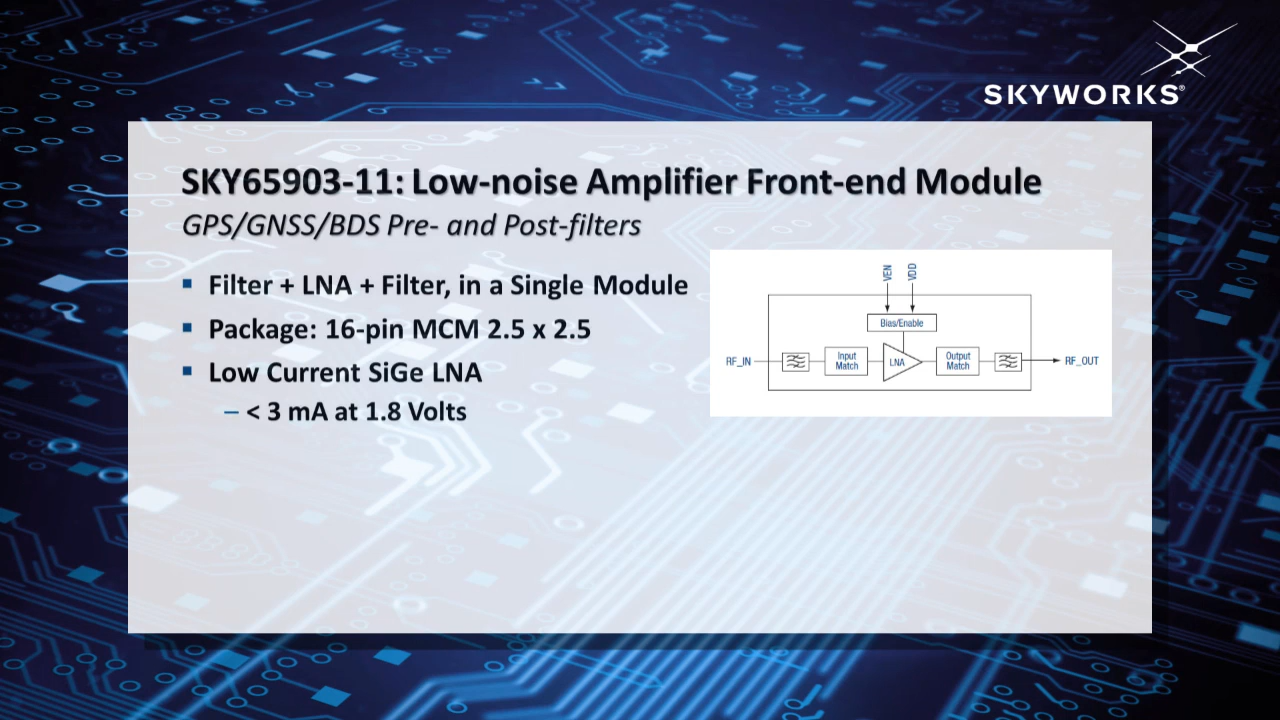 SKYWORKS®
SKY65903-11: Low-noise Amplifier Front-end Module
GPS/GNSS/BDS Pre- and Post-filters
▪ Filter + LNA + Filter, in a Single Module
▪ Package: 16-pin MCM 2.5 x 2.5
▪ Low Current SiGe LNA
– < 3 mA at 1.8 Volts
VEN
VDD
Bias/Enable
RF_IN
Input
Match
LNA
Output
Match
RF_OUT